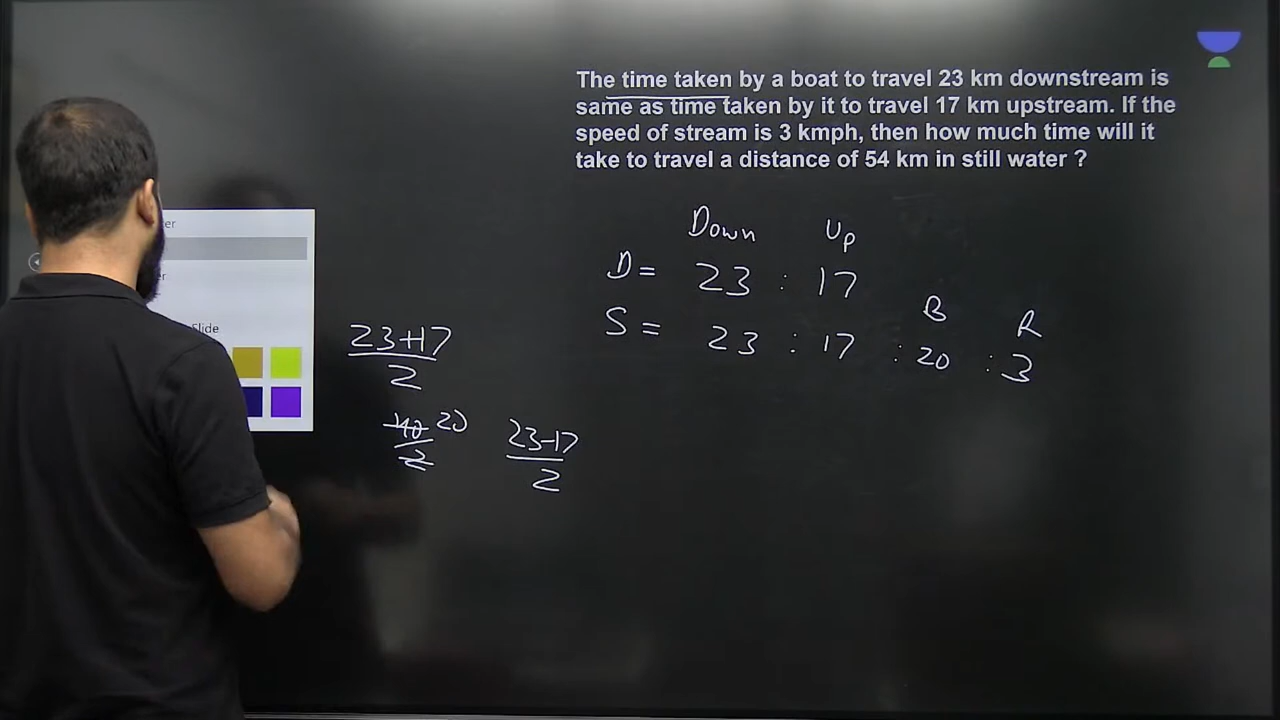 The time taken by a boat to travel 23 km downstream is
same as time taken by it to travel 17 km upstream. If the
speed of stream is 3 kmph, then how much time will it
take to travel a distance of 54 km in still water ?
Down Up
D = 23 : 17
B R
S = 23 : 17 : 20 : 3
Slide
23+17
2
40 20
2
23-17
2